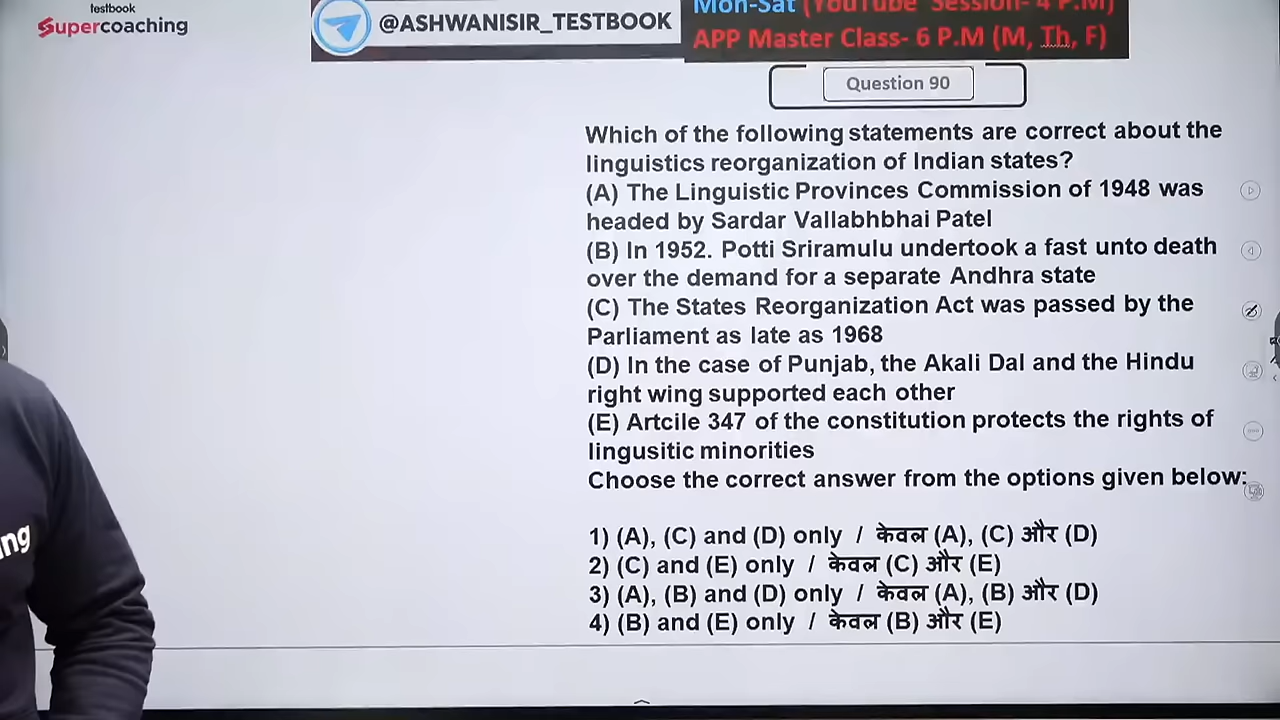 testbook
Supercoaching
@ASHWANISIR_TESTBOOK
Mon-Sat (YouTube Session- 4 P.M)
APP Master Class- 6 P.M (M, Th, F)
Question 90
Which of the following statements are correct about the
linguistics reorganization of Indian states?
(A) The Linguistic Provinces Commission of 1948 was
headed by Sardar Vallabhbhai Patel
(B) In 1952. Potti Sriramulu undertook a fast unto death
over the demand for a separate Andhra state
(C) The States Reorganization Act was passed by the
Parliament as late as 1968
(D) In the case of Punjab, the Akali Dal and the Hindu
right wing supported each other
(E) Artcile 347 of the constitution protects the rights of
lingusitic minorities
Choose the correct answer from the options given below:
1) (A), (C) and (D) only / केवल (A), (C) और (D)
2) (C) and (E) only / केवल (C) और (E)
3) (A), (B) and (D) only / केवल (A), (B) और (D)
4) (B) and (E) only / केवल (B) और (E)
ng